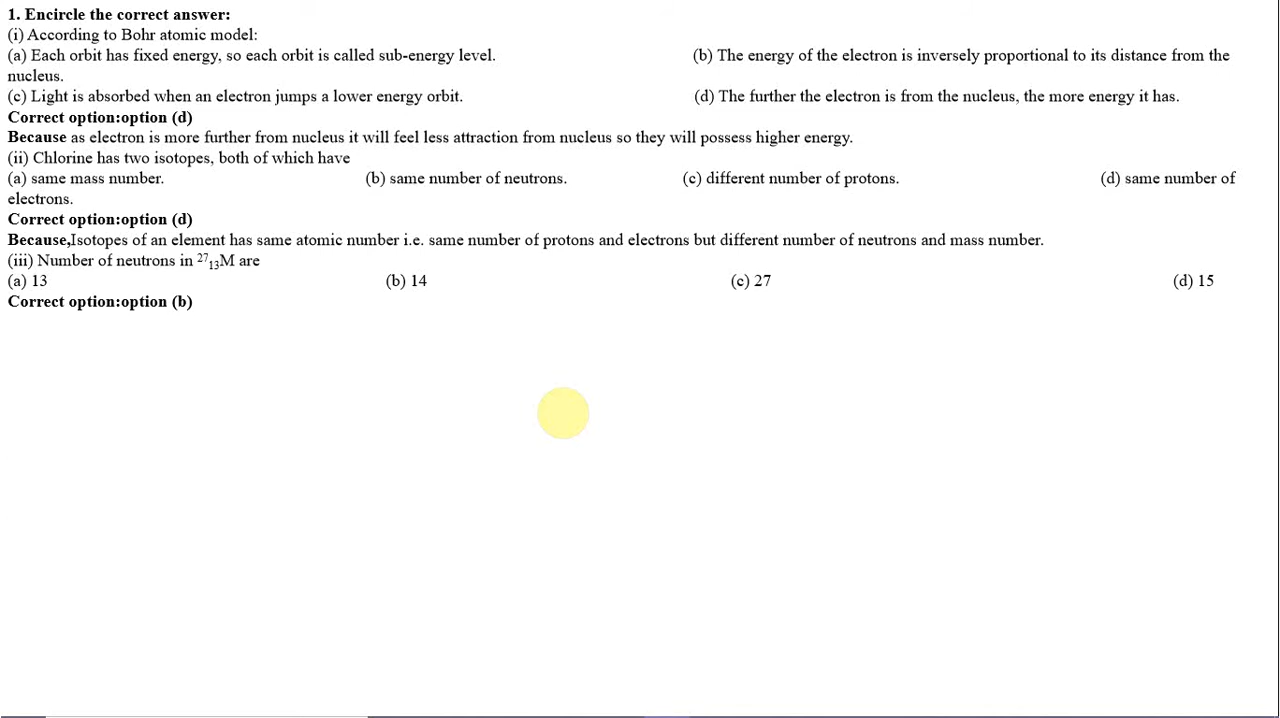 1. Encircle the correct answer:
(i) According to Bohr atomic model:
(a) Each orbit has fixed energy, so each orbit is called sub-energy level. (b) The energy of the electron is inversely proportional to its distance from the
nucleus.
(c) Light is absorbed when an electron jumps a lower energy orbit. (d) The further the electron is from the nucleus, the more energy it has.
Correct option:option (d)
Because as electron is more further from nucleus it will feel less attraction from nucleus so they will possess higher energy.
(ii) Chlorine has two isotopes, both of which have
(a) same mass number. (b) same number of neutrons. (c) different number of protons. (d) same number of
electrons.
Correct option:option (d)
Because,Isotopes of an element has same atomic number i.e. same number of protons and electrons but different number of neutrons and mass number.
(iii) Number of neutrons in ²⁷₁₃M are
(a) 13 (b) 14 (c) 27 (d) 15
Correct option:option (b)